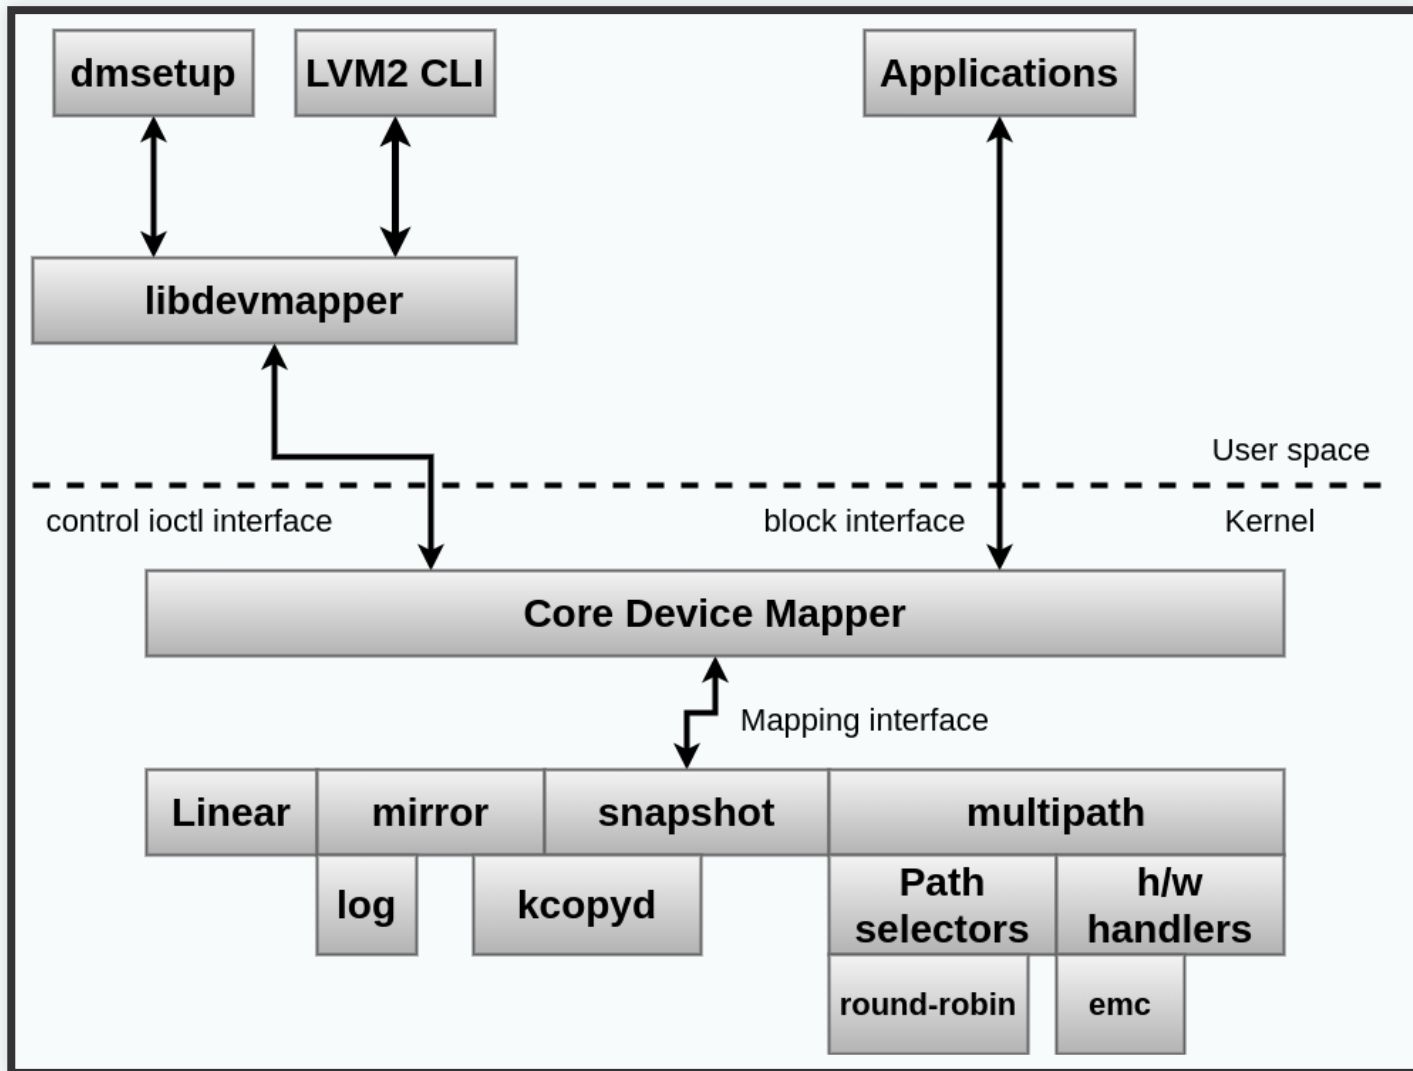 dmsetup
LVM2 CLI
Applications
libdevmapper
User space
control ioctl interface
block interface
Kernel
Core Device Mapper
Mapping interface
Linear
mirror
snapshot
multipath
log
kcopyd
Path
selectors
h/w
handlers
round-robin
emc